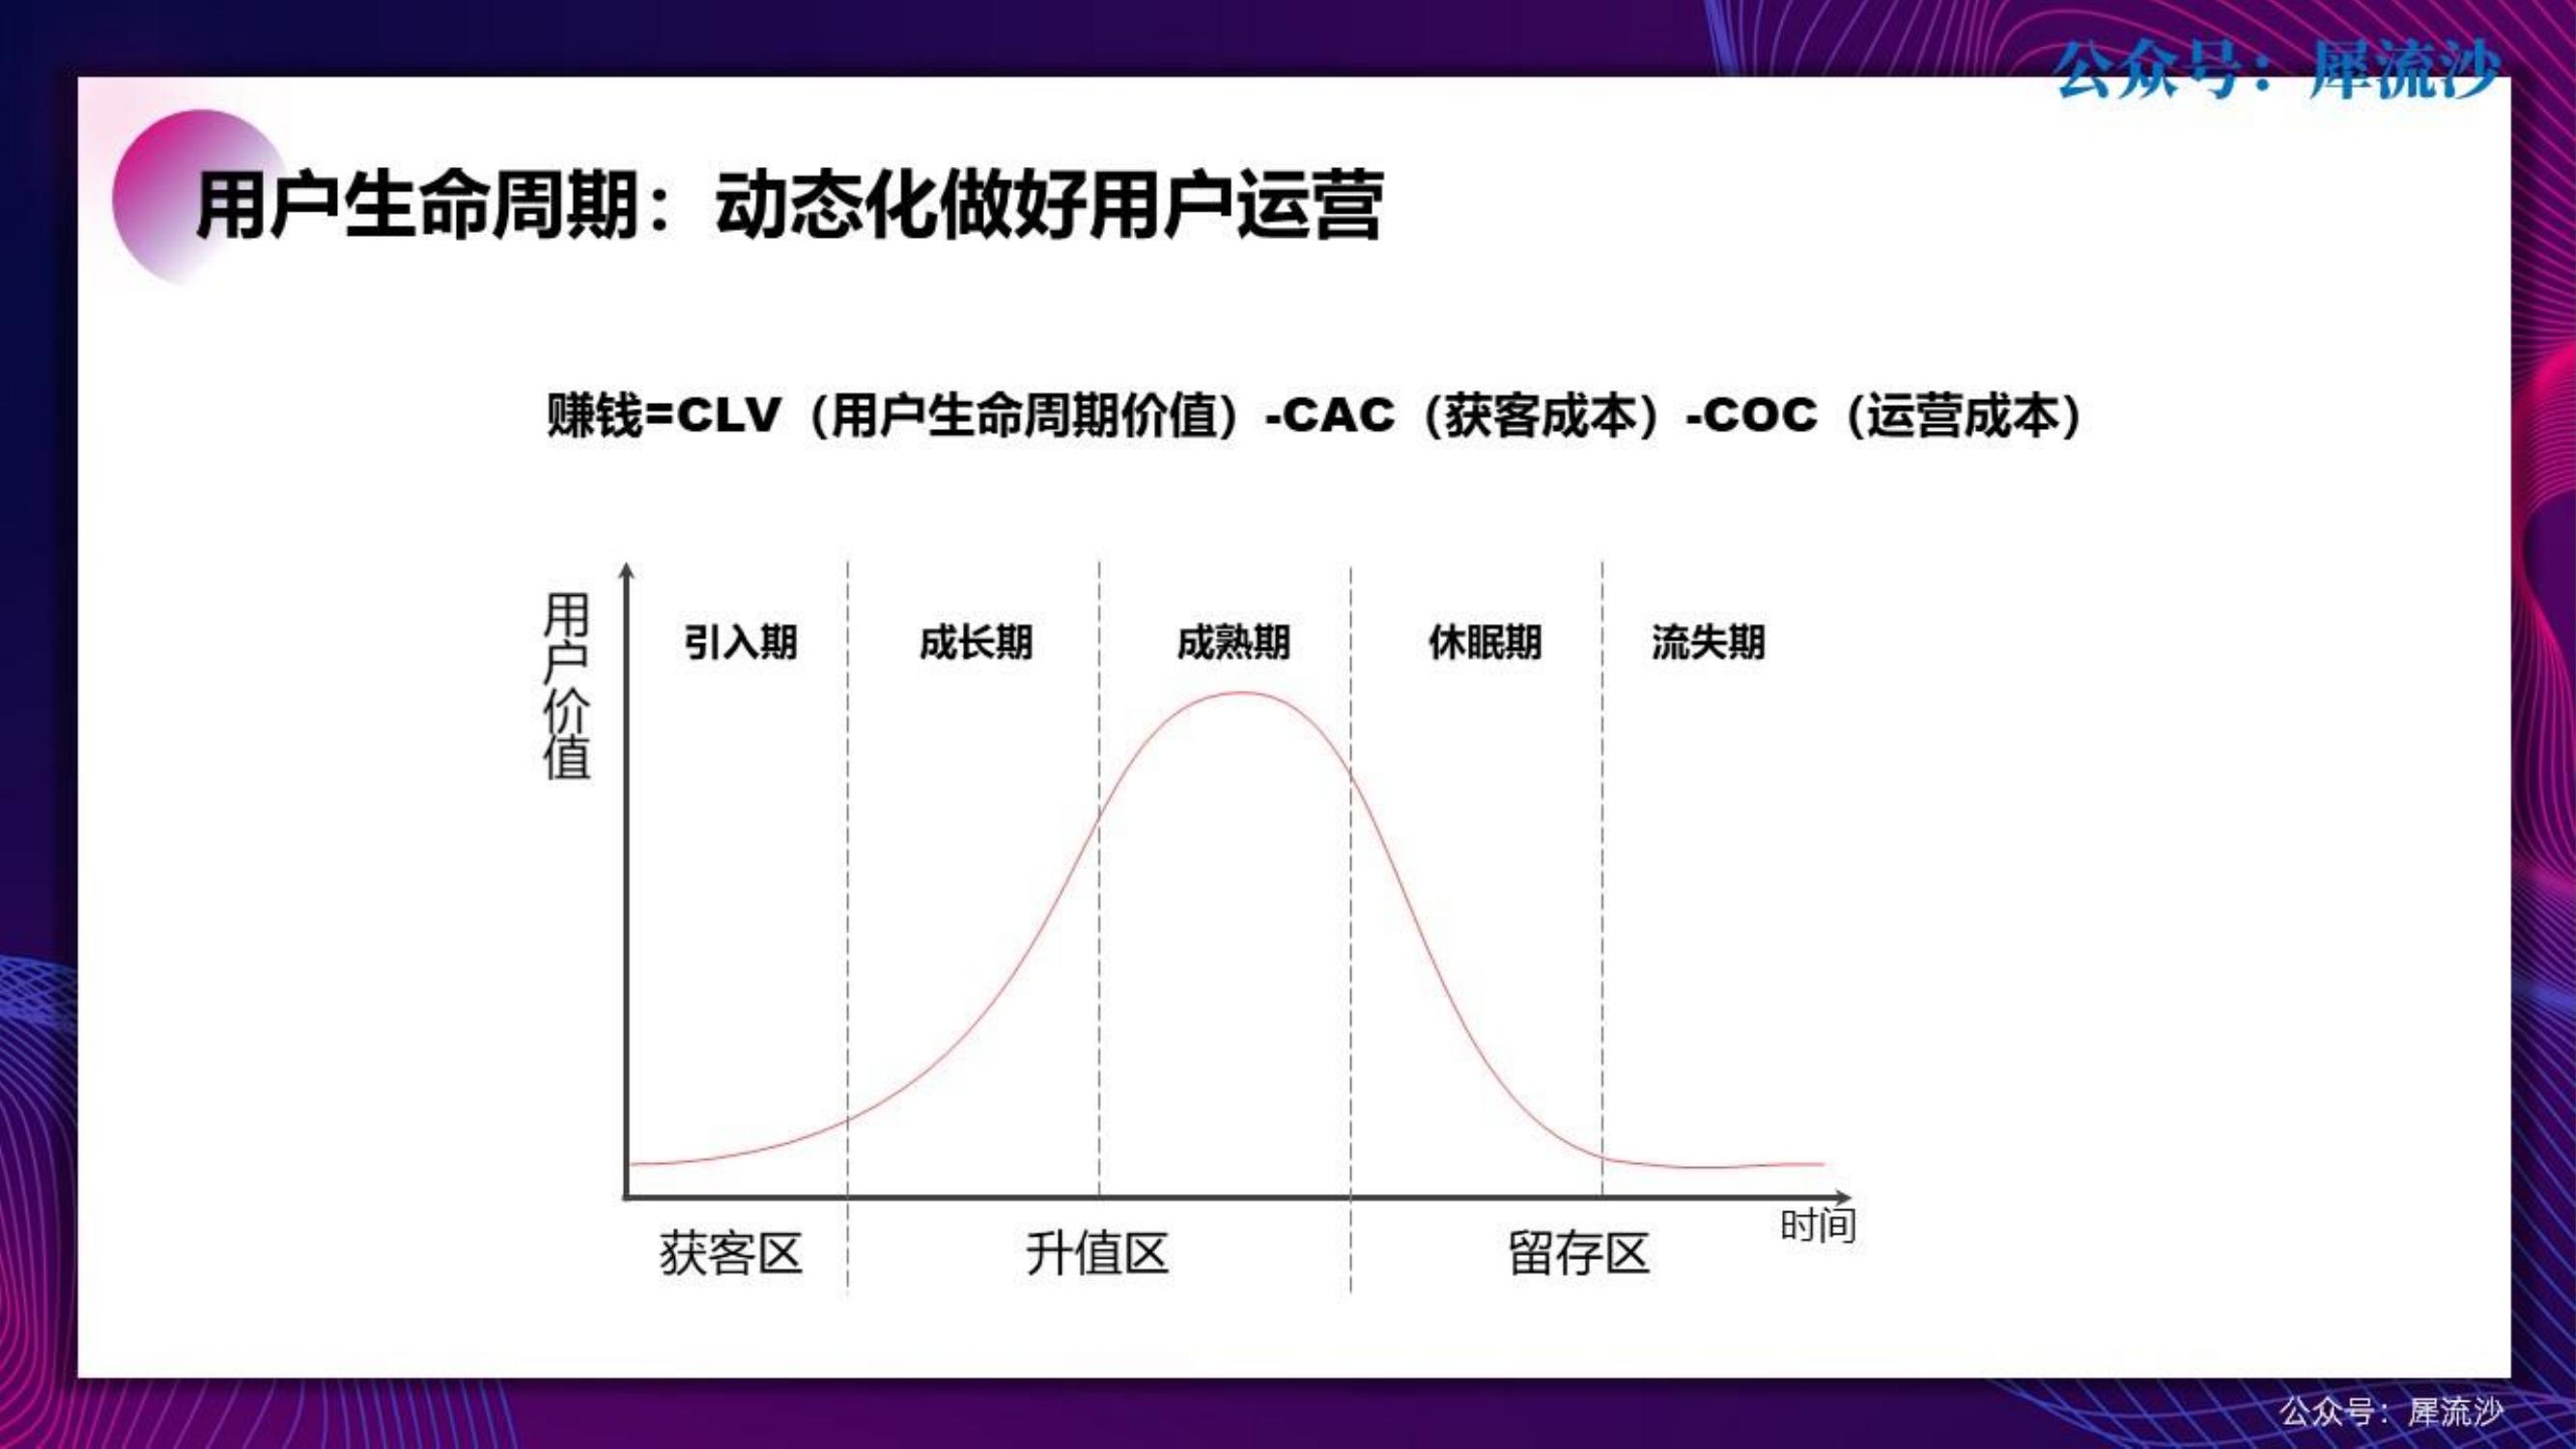 公众号：犀流沙
用户生命周期：动态化做好用户运营
赚钱=CLV（用户生命周期价值）-CAC（获客成本）-COC（运营成本）
用户价值
引入期
成长期
成熟期
休眠期
流失期
时间
获客区
升值区
留存区
公众号：犀流沙